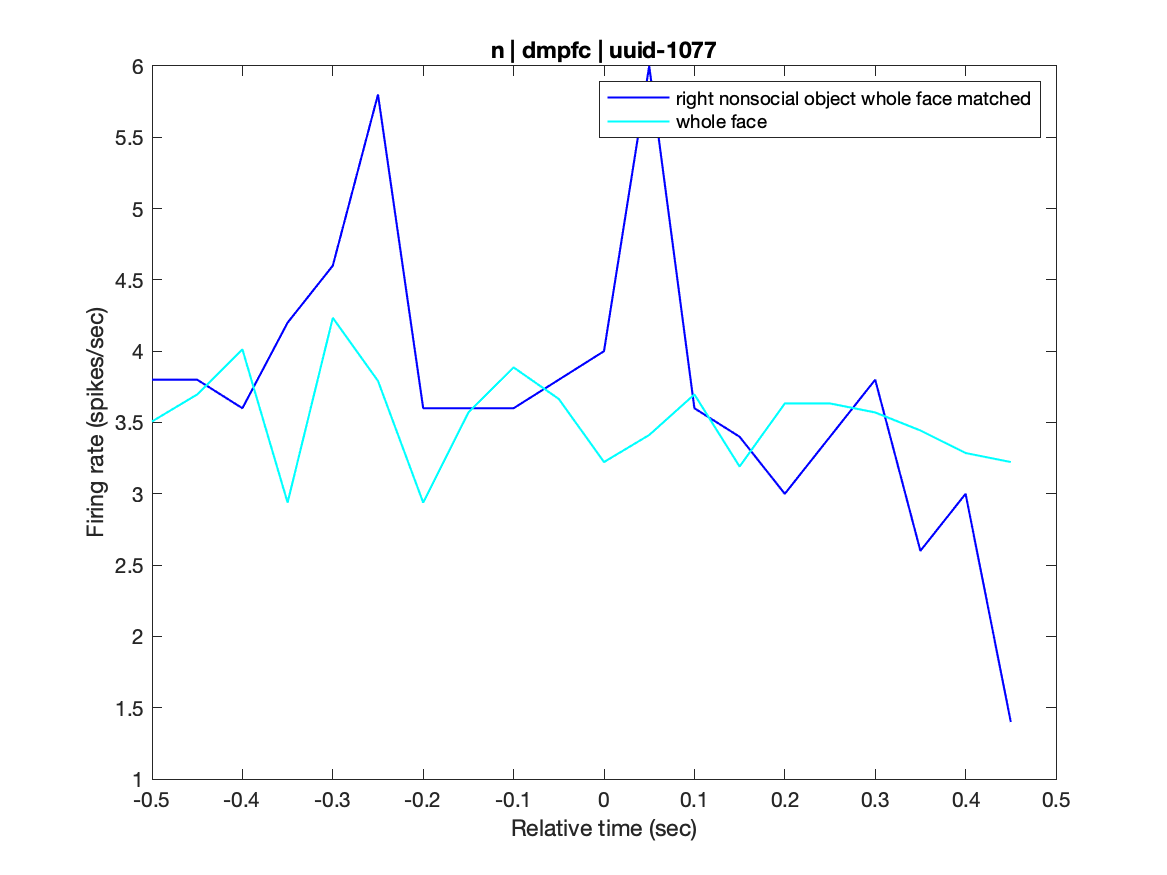 n | dmpfc | uuid-1077
right nonsocial object whole face matched
whole face
6
5.5
5
4.5
4
3.5
3
2.5
2
1.5
1
Firing rate (spikes/sec)
-0.5 -0.4 -0.3 -0.2 -0.1 0 0.1 0.2 0.3 0.4 0.5
Relative time (sec)